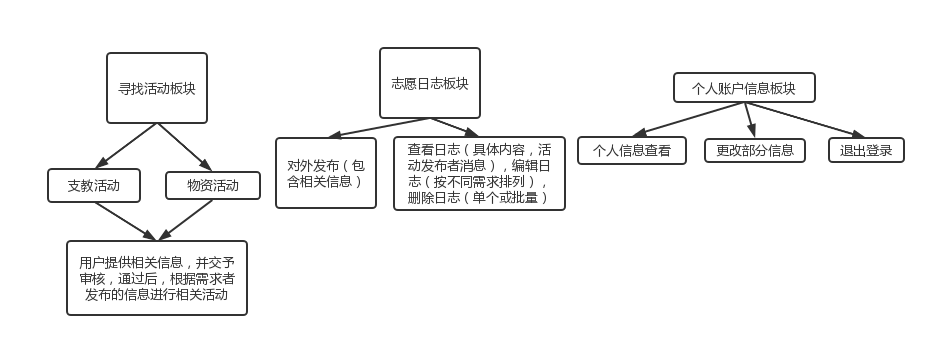 寻找活动板块
支教活动
物资活动
用户提供相关信息，并交予
审核，通过后，根据需求者
发布的信息进行相关活动
志愿日志板块
对外发布（包
含相关信息）
查看日志（具体内容，活
动发布者消息），编辑日
志（按不同需求排列），
删除日志（单个或批量）
个人账户信息板块
个人信息查看
更改部分信息
退出登录